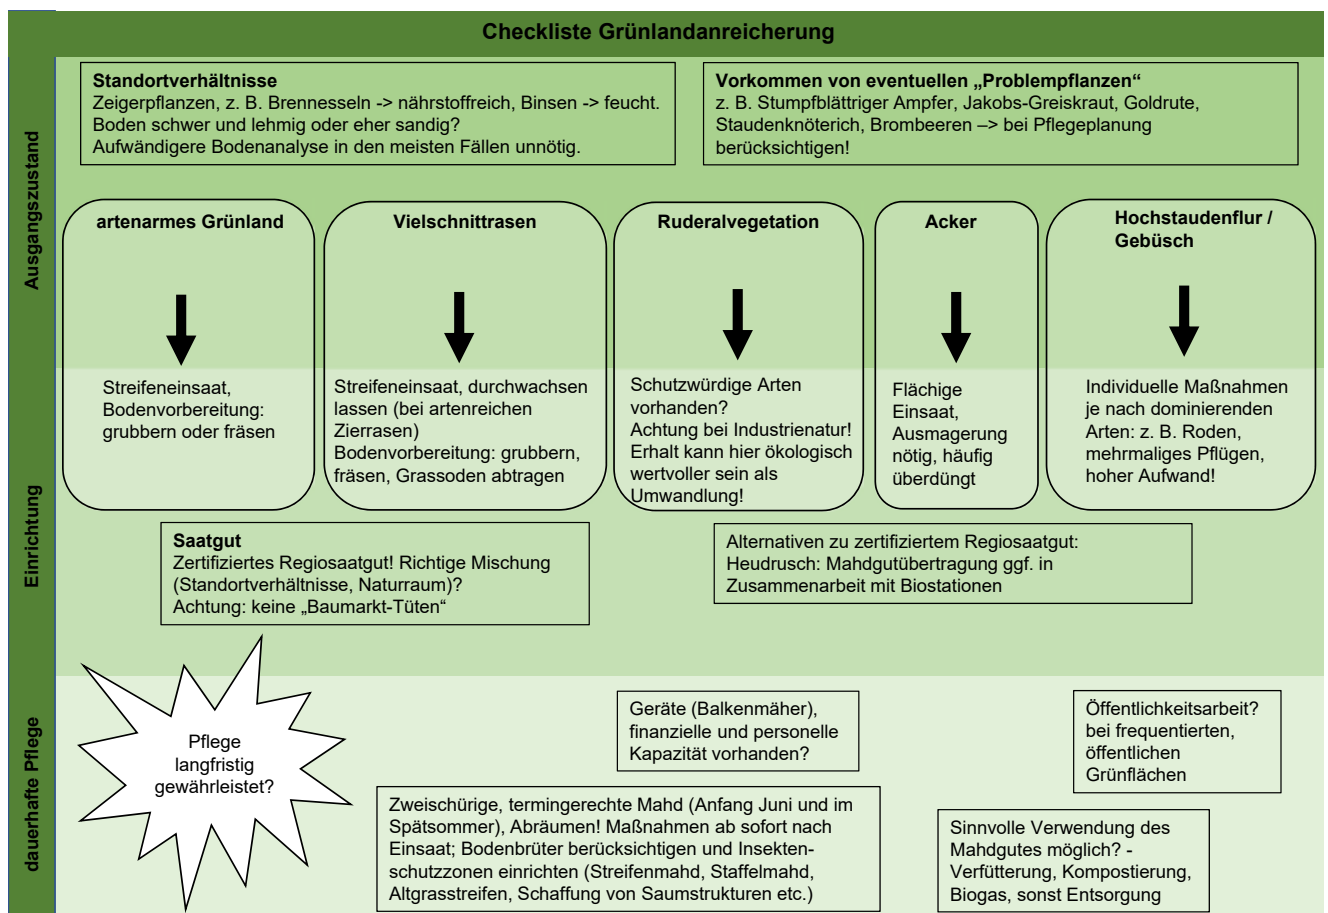 Checkliste Grünlandanreicherung
Ausgangszustand
Standortverhältnisse
Zeigerpflanzen, z. B. Brennesseln -> nährstoffreich, Binsen -> feucht.
Boden schwer und lehmig oder eher sandig?
Aufwändigere Bodenanalyse in den meisten Fällen unnötig.
Vorkommen von eventuellen „Problempflanzen“
z. B. Stumpfblättriger Ampfer, Jakobs-Greiskraut, Goldrute,
Staudenknöterich, Brombeeren –> bei Pflegeplanung
berücksichtigen!
artenarmes Grünland
Streifeneinsaat,
Bodenvorbereitung:
grubbern oder fräsen
Vielschnittrasen
Streifeneinsaat, durchwachsen
lassen (bei artenreichen
Zierrasen)
Bodenvorbereitung: grubbern,
fräsen, Grassoden abtragen
Ruderalvegetation
Schutzwürdige Arten
vorhanden?
Achtung bei Industrienatur!
Erhalt kann hier ökologisch
wertvoller sein als
Umwandlung!
Acker
Flächige
Einsaat,
Ausmagerung
nötig, häufig
überdüngt
Hochstaudenflur /
Gebüsch
Individuelle Maßnahmen
je nach dominierenden
Arten: z. B. Roden,
mehrmaliges Pflügen,
hoher Aufwand!
Einrichtung
Saatgut
Zertifiziertes Regiosaatgut! Richtige Mischung
(Standortverhältnisse, Naturraum)?
Achtung: keine „Baumarkt-Tüten“
Alternativen zu zertifiziertem Regiosaatgut:
Heudrusch: Mahdgutübertragung ggf. in
Zusammenarbeit mit Biostationen
dauerhafte Pflege
Pflege
langfristig
gewährleistet?
Geräte (Balkenmäher),
finanzielle und personelle
Kapazität vorhanden?
Öffentlichkeitsarbeit?
bei frequentierten,
öffentlichen
Grünflächen
Zweischürige, termingerechte Mahd (Anfang Juni und im
Spätsommer), Abräumen! Maßnahmen ab sofort nach
Einsaat; Bodenbrüter berücksichtigen und Insekten-
schutzzonen einrichten (Streifenmahd, Staffelmahd,
Altgrasstreifen, Schaffung von Saumstrukturen etc.)
Sinnvolle Verwendung des
Mahdgutes möglich? -
Verfütterung, Kompostierung,
Biogas, sonst Entsorgung